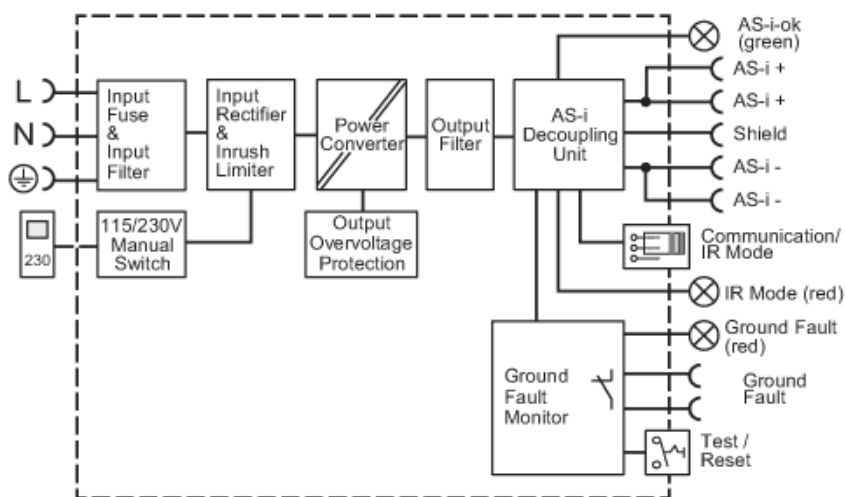 L
N
230
Input
Fuse
&
Input
Filter
115/230V
Manual
Switch
Input
Rectifier
&
Inrush
Limiter
Power
Converter
Output
Overvoltage
Protection
Output
Filter
AS-i
Decoupling
Unit
Ground
Fault
Monitor
AS-i-ok
(green)
AS-i +
AS-i +
Shield
AS-i -
AS-i -
Communication/
IR Mode
IR Mode (red)
Ground Fault
(red)
Ground
Fault
Test /
Reset